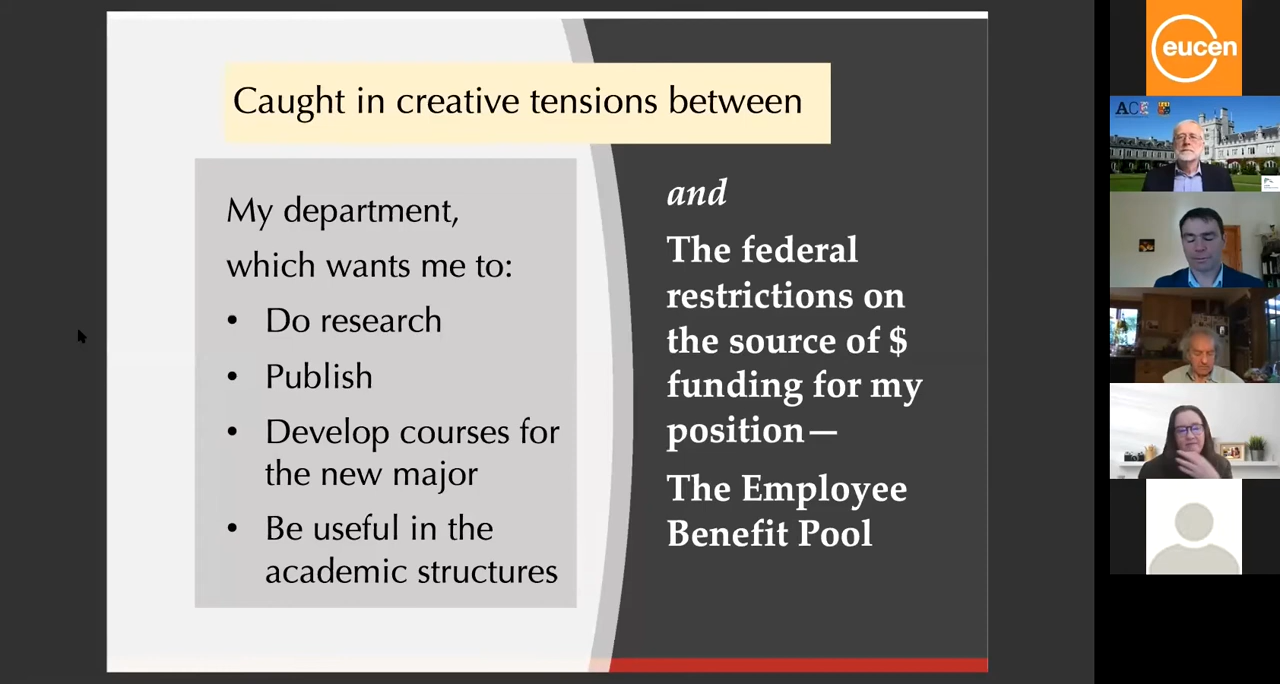 Caught in creative tensions between
My department,
which wants me to:
• Do research
• Publish
• Develop courses for
the new major
• Be useful in the
academic structures
and
The federal
restrictions on
the source of $
funding for my
position—
The Employee
Benefit Pool
eucen
ACE